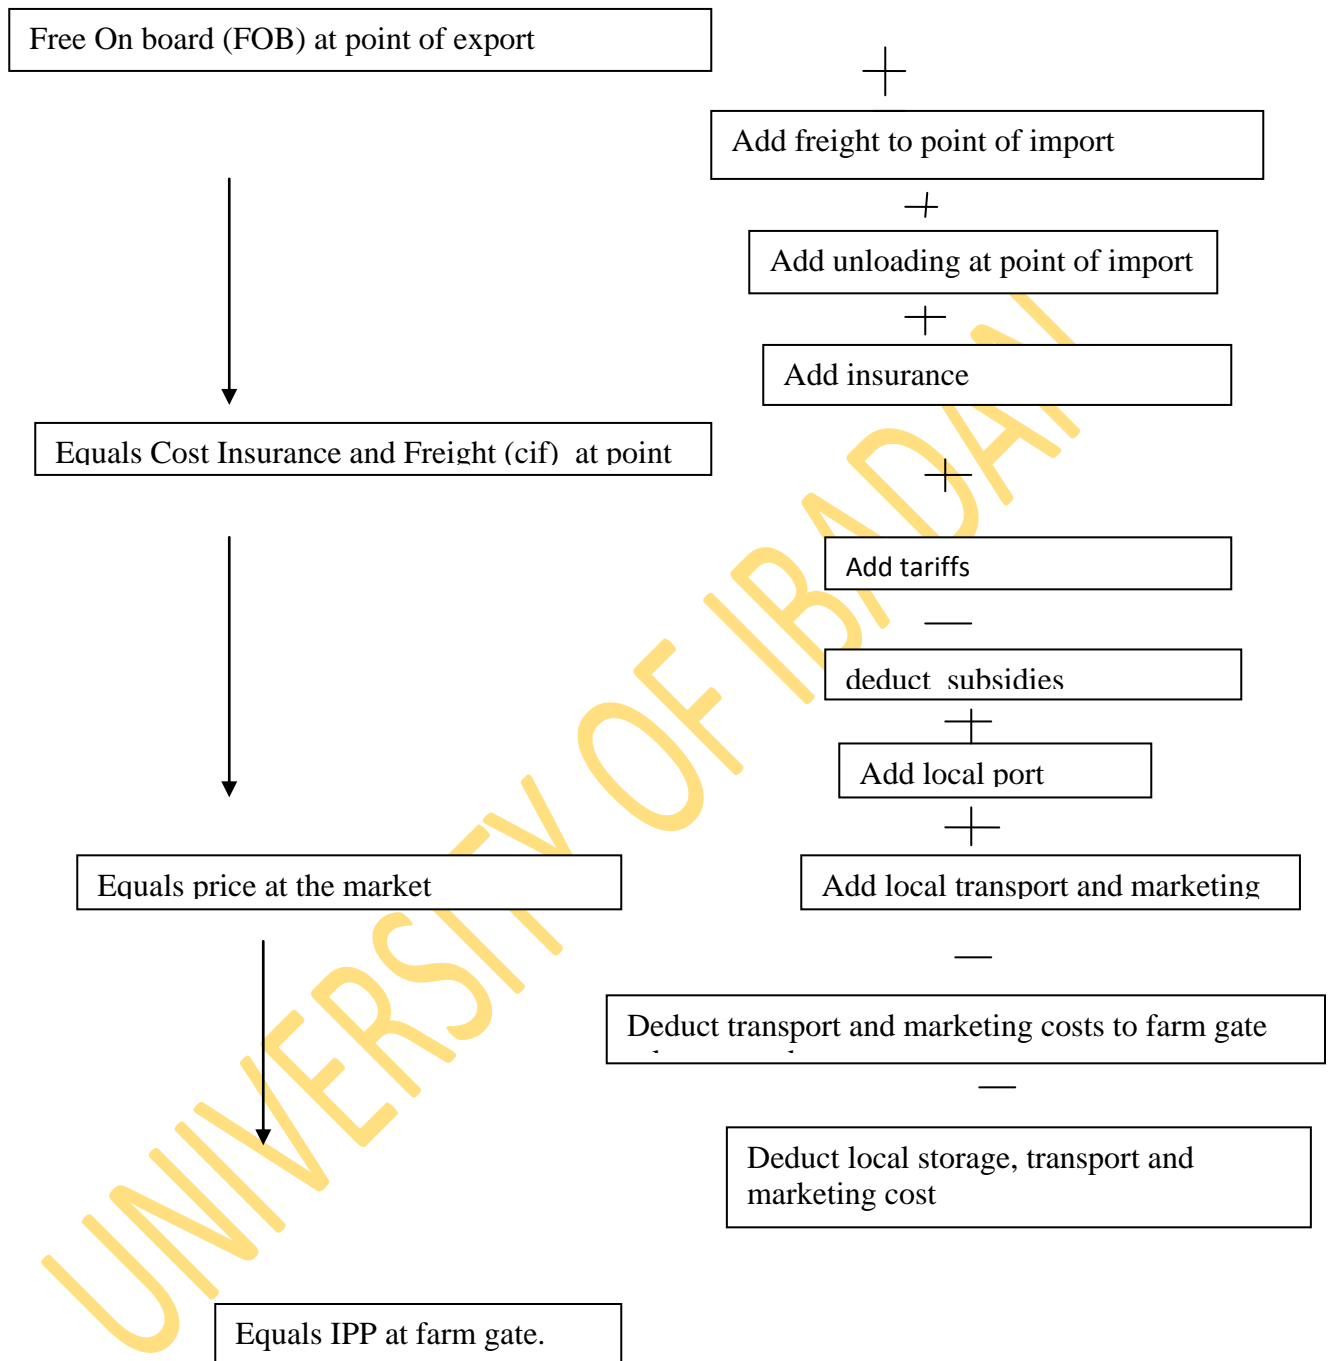 Free On board (FOB) at point of export
Add freight to point of import
Add unloading at point of import
Add insurance
Equals Cost Insurance and Freight (cif)  at point
Add tariffs
deduct  subsidies
Add local port
Equals price at the market
Add local transport and marketing
Deduct transport and marketing costs to farm gate
Deduct local storage, transport and
marketing cost
Equals IPP at farm gate.
UNIVERSITY OF IBADAN